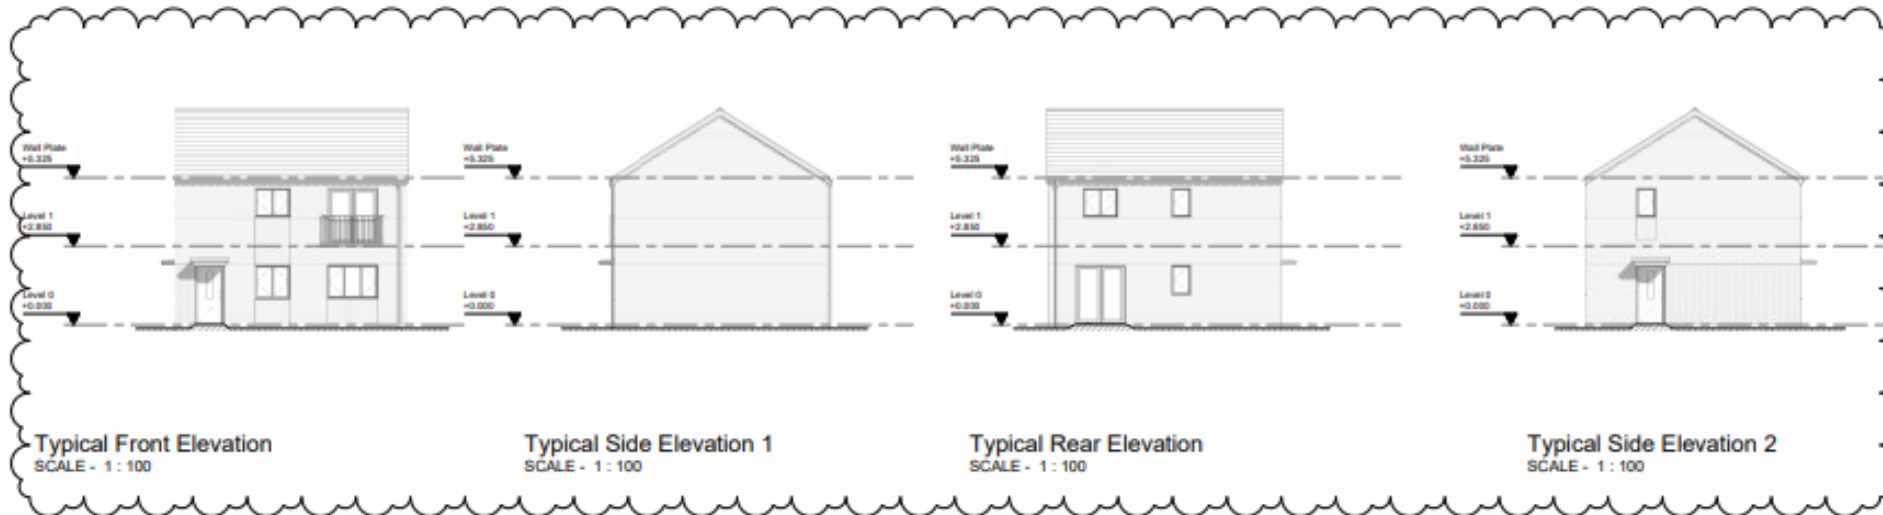 Wall Plate
+5.325
Level 1
+2.850
Level 0
+0.000
Typical Front Elevation
SCALE - 1 : 100
Wall Plate
+5.325
Level 1
+2.850
Level 0
+0.000
Typical Side Elevation 1
SCALE - 1 : 100
Wall Plate
+5.325
Level 1
+2.850
Level 0
+0.000
Typical Rear Elevation
SCALE - 1 : 100
Wall Plate
+5.325
Level 1
+2.850
Level 0
+0.000
Typical Side Elevation 2
SCALE - 1 : 100